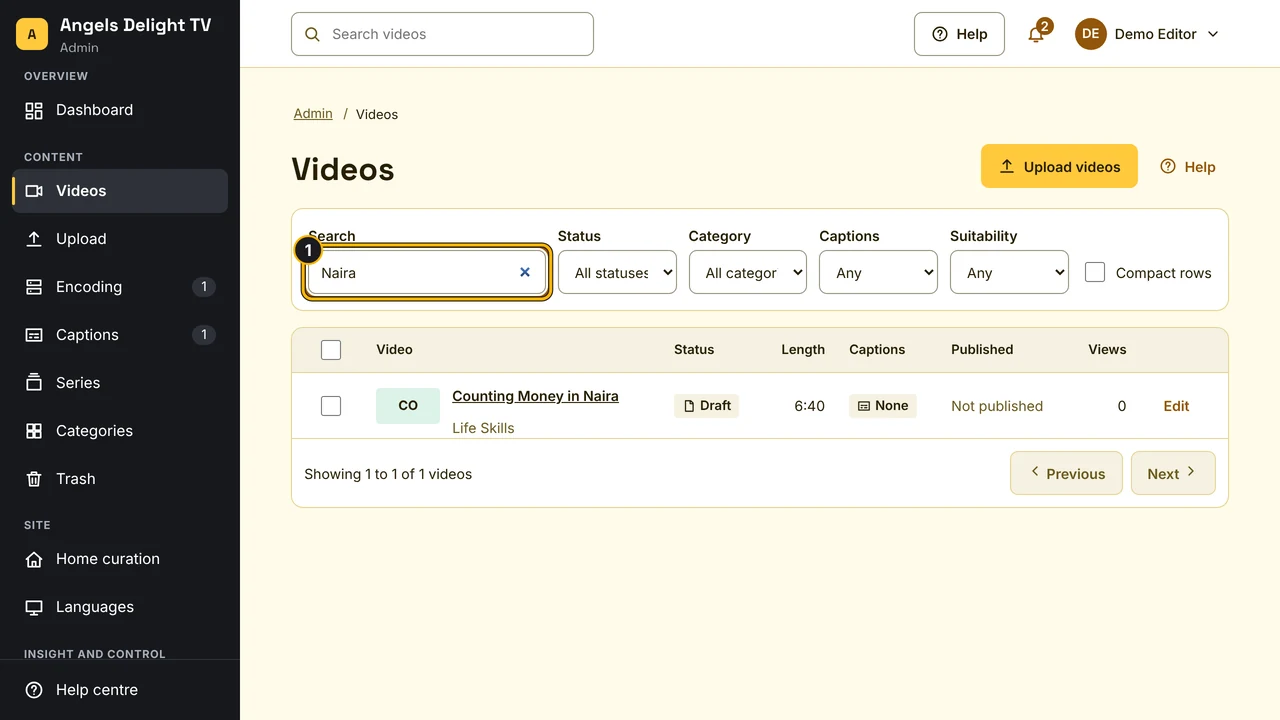 A
Angels Delight TV
Admin
OVERVIEW
Dashboard
CONTENT
Videos
Upload
Encoding 1
Captions 1
Series
Categories
Trash
SITE
Home curation
Languages
INSIGHT AND CONTROL
Help centre
Search videos
Help
2
DE Demo Editor
Admin / Videos
Videos
Upload videos
Help
Search Status Category Captions Suitability
1
Naira All statuses All categor Any Any Compact rows
Video Status Length Captions Published Views
CO Counting Money in Naira Draft 6:40 None Not published 0 Edit
Life Skills
Showing 1 to 1 of 1 videos
Previous Next